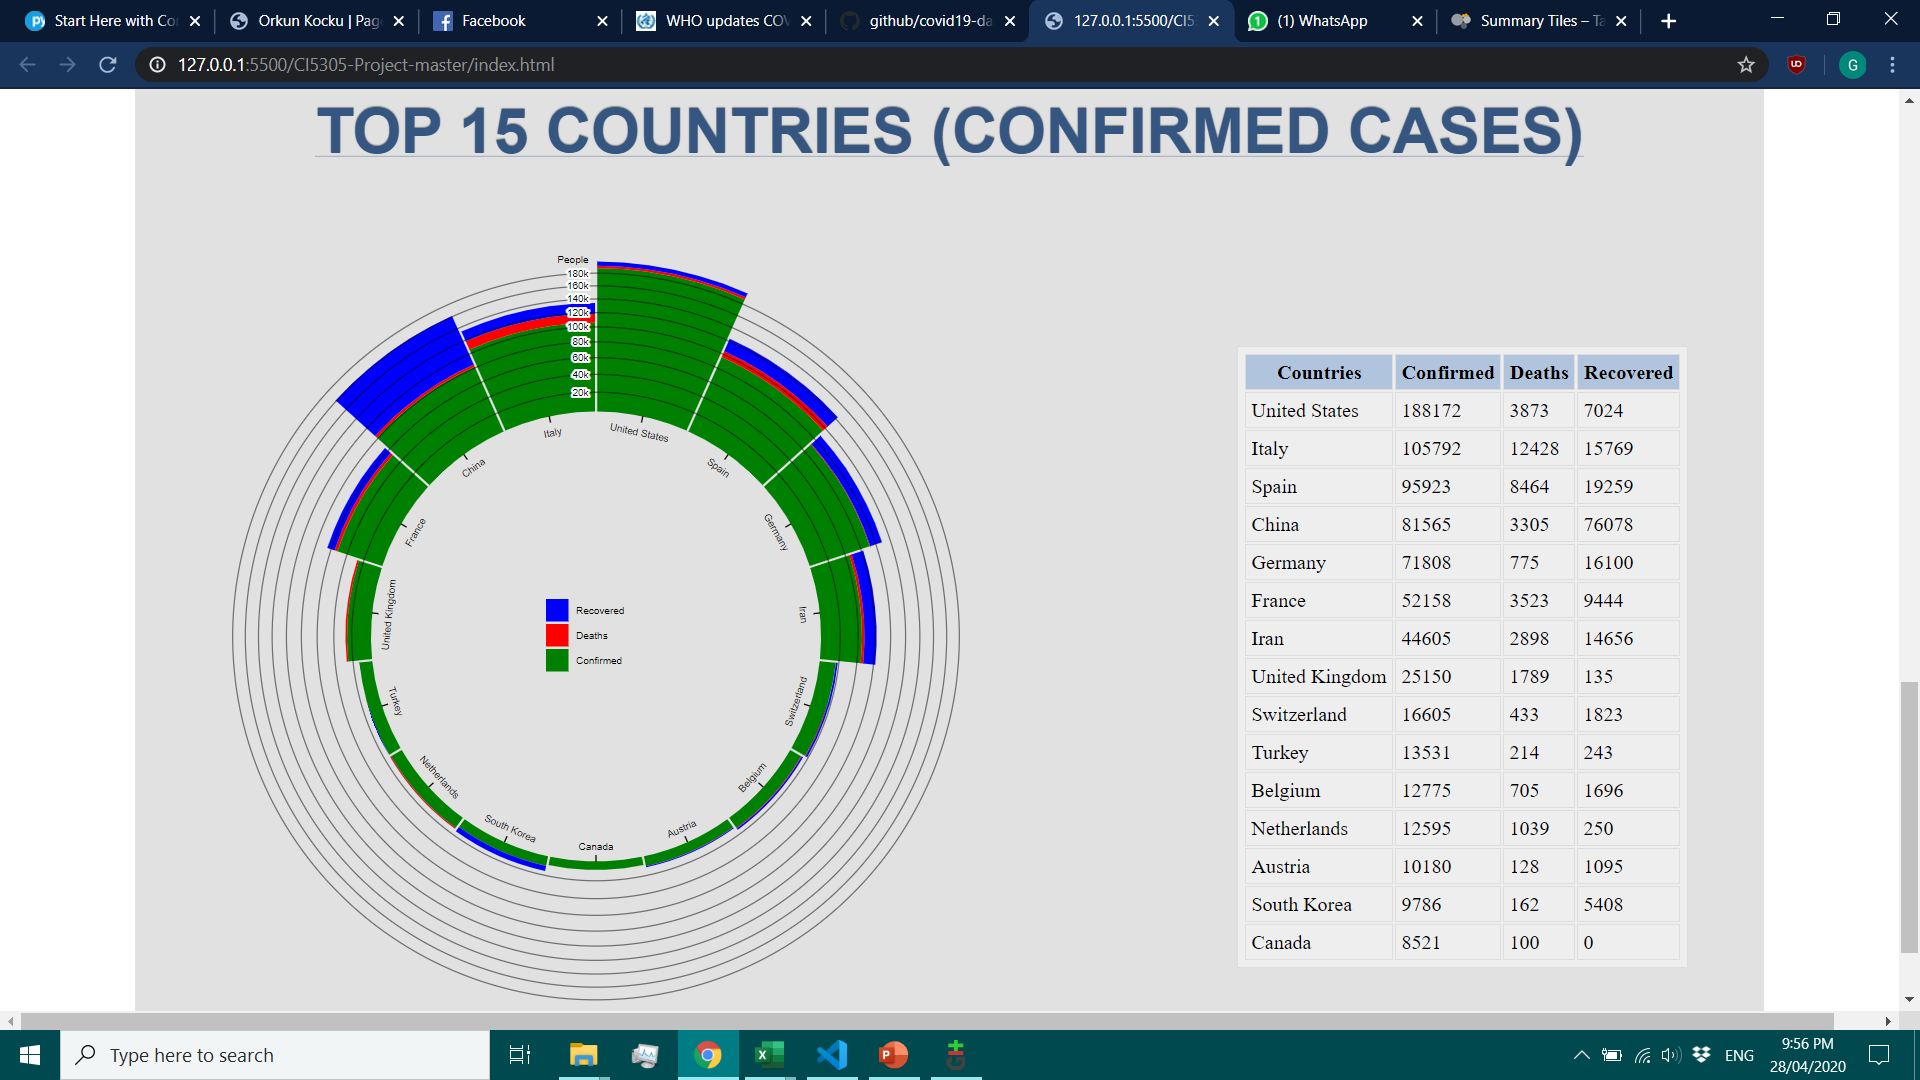 Start Here with Cor
Orkun Kocku | Pag
Facebook
WHO updates COV
github/covid19-da
127.0.0.1:5500/CI5
(1) WhatsApp
Summary Tiles – Ta
127.0.0.1:5500/CI5305-Project-master/index.html
G
TOP 15 COUNTRIES (CONFIRMED CASES)
People
180k
160k
140k
120k
100k
80k
60k
40k
20k
United States
Spain
Germany
Iran
Switzerland
Belgium
Austria
Canada
South Korea
Netherlands
Turkey
United Kingdom
France
China
Italy
Recovered
Deaths
Confirmed
Countries Confirmed Deaths Recovered
United States 188172 3873 7024
Italy 105792 12428 15769
Spain 95923 8464 19259
China 81565 3305 76078
Germany 71808 775 16100
France 52158 3523 9444
Iran 44605 2898 14656
United Kingdom 25150 1789 135
Switzerland 16605 433 1823
Turkey 13531 214 243
Belgium 12775 705 1696
Netherlands 12595 1039 250
Austria 10180 128 1095
South Korea 9786 162 5408
Canada 8521 100 0
Type here to search
ENG
9:56 PM
28/04/2020